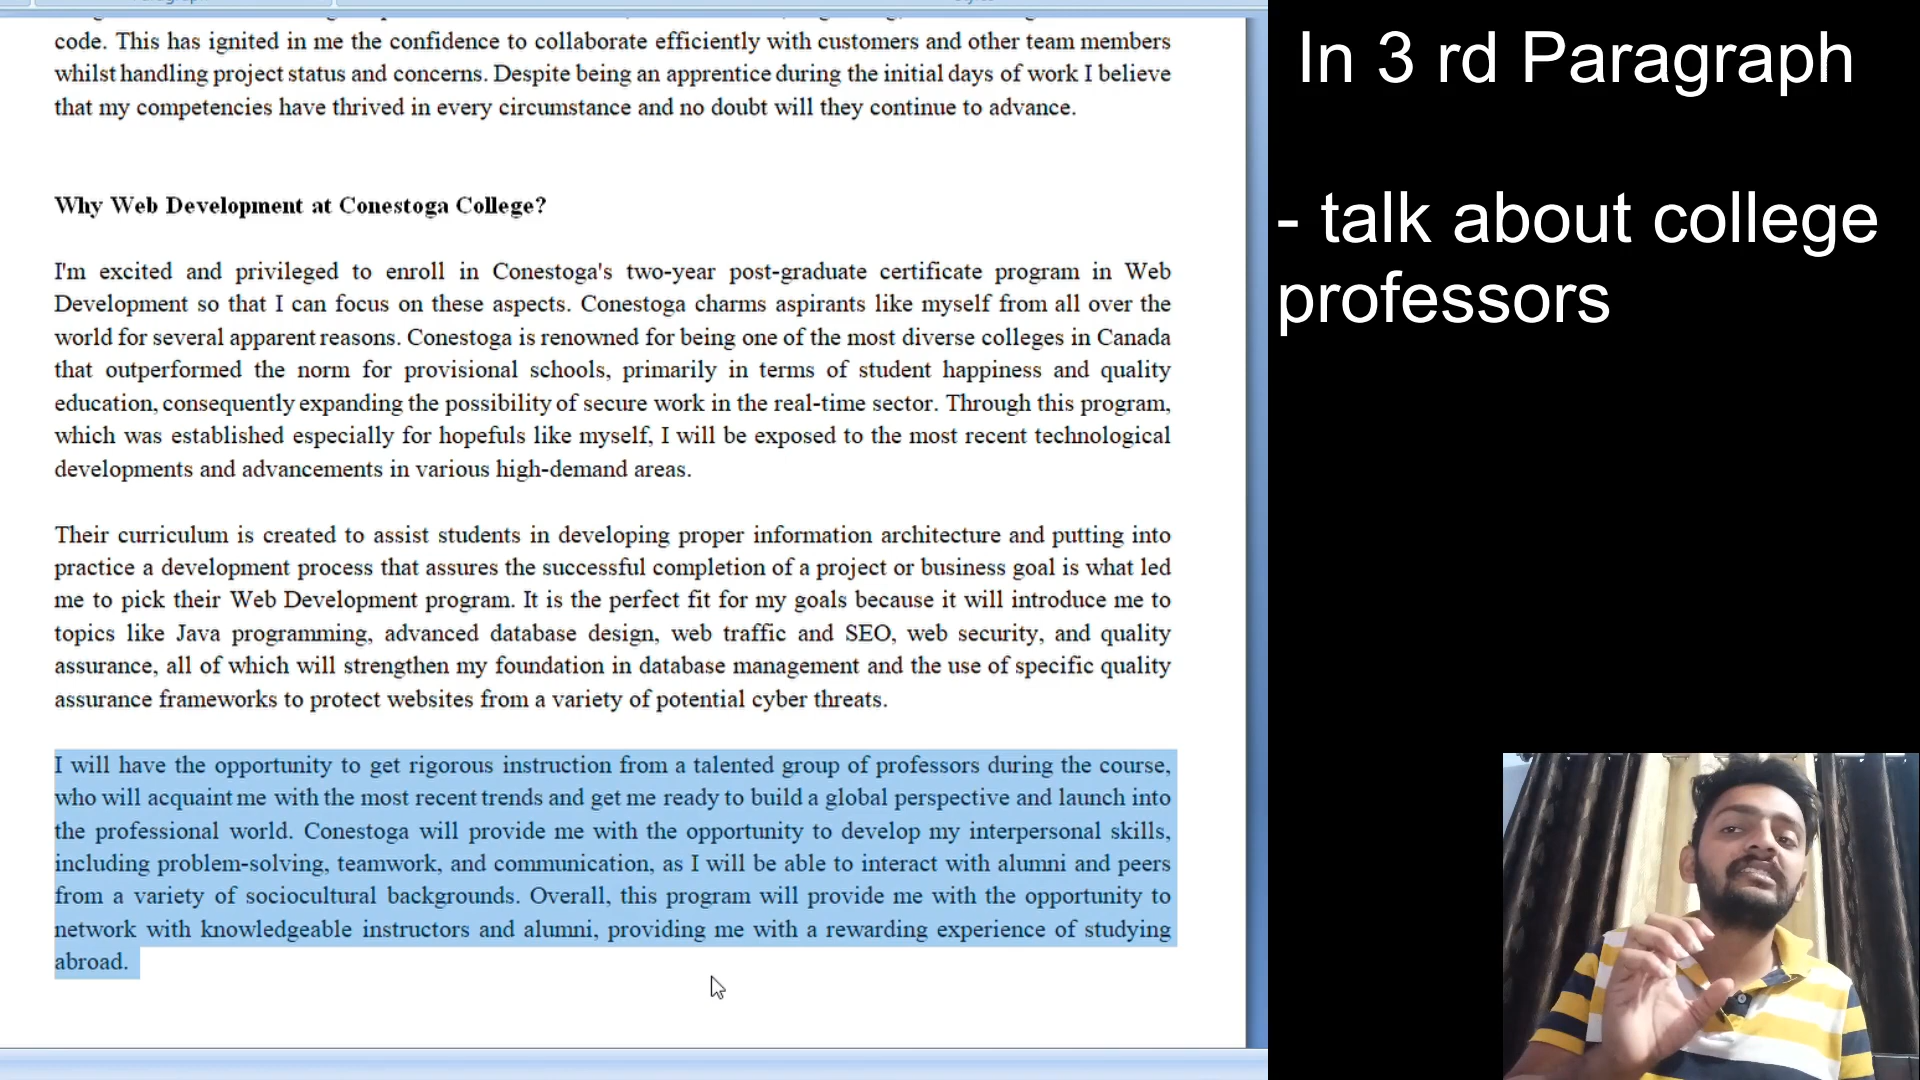 code. This has ignited in me the confidence to collaborate efficiently with customers and other team members
whilst handling project status and concerns. Despite being an apprentice during the initial days of work I believe
that my competencies have thrived in every circumstance and no doubt will they continue to advance.
Why Web Development at Conestoga College?
I'm excited and privileged to enroll in Conestoga's two-year post-graduate certificate program in Web
Development so that I can focus on these aspects. Conestoga charms aspirants like myself from all over the
world for several apparent reasons. Conestoga is renowned for being one of the most diverse colleges in Canada
that outperformed the norm for provisional schools, primarily in terms of student happiness and quality
education, consequently expanding the possibility of secure work in the real-time sector. Through this program,
which was established especially for hopefuls like myself, I will be exposed to the most recent technological
developments and advancements in various high-demand areas.
Their curriculum is created to assist students in developing proper information architecture and putting into
practice a development process that assures the successful completion of a project or business goal is what led
me to pick their Web Development program. It is the perfect fit for my goals because it will introduce me to
topics like Java programming, advanced database design, web traffic and SEO, web security, and quality
assurance, all of which will strengthen my foundation in database management and the use of specific quality
assurance frameworks to protect websites from a variety of potential cyber threats.
I will have the opportunity to get rigorous instruction from a talented group of professors during the course,
who will acquaint me with the most recent trends and get me ready to build a global perspective and launch into
the professional world. Conestoga will provide me with the opportunity to develop my interpersonal skills,
including problem-solving, teamwork, and communication, as I will be able to interact with alumni and peers
from a variety of sociocultural backgrounds. Overall, this program will provide me with the opportunity to
network with knowledgeable instructors and alumni, providing me with a rewarding experience of studying
abroad.
In 3 rd Paragraph
- talk about college
professors